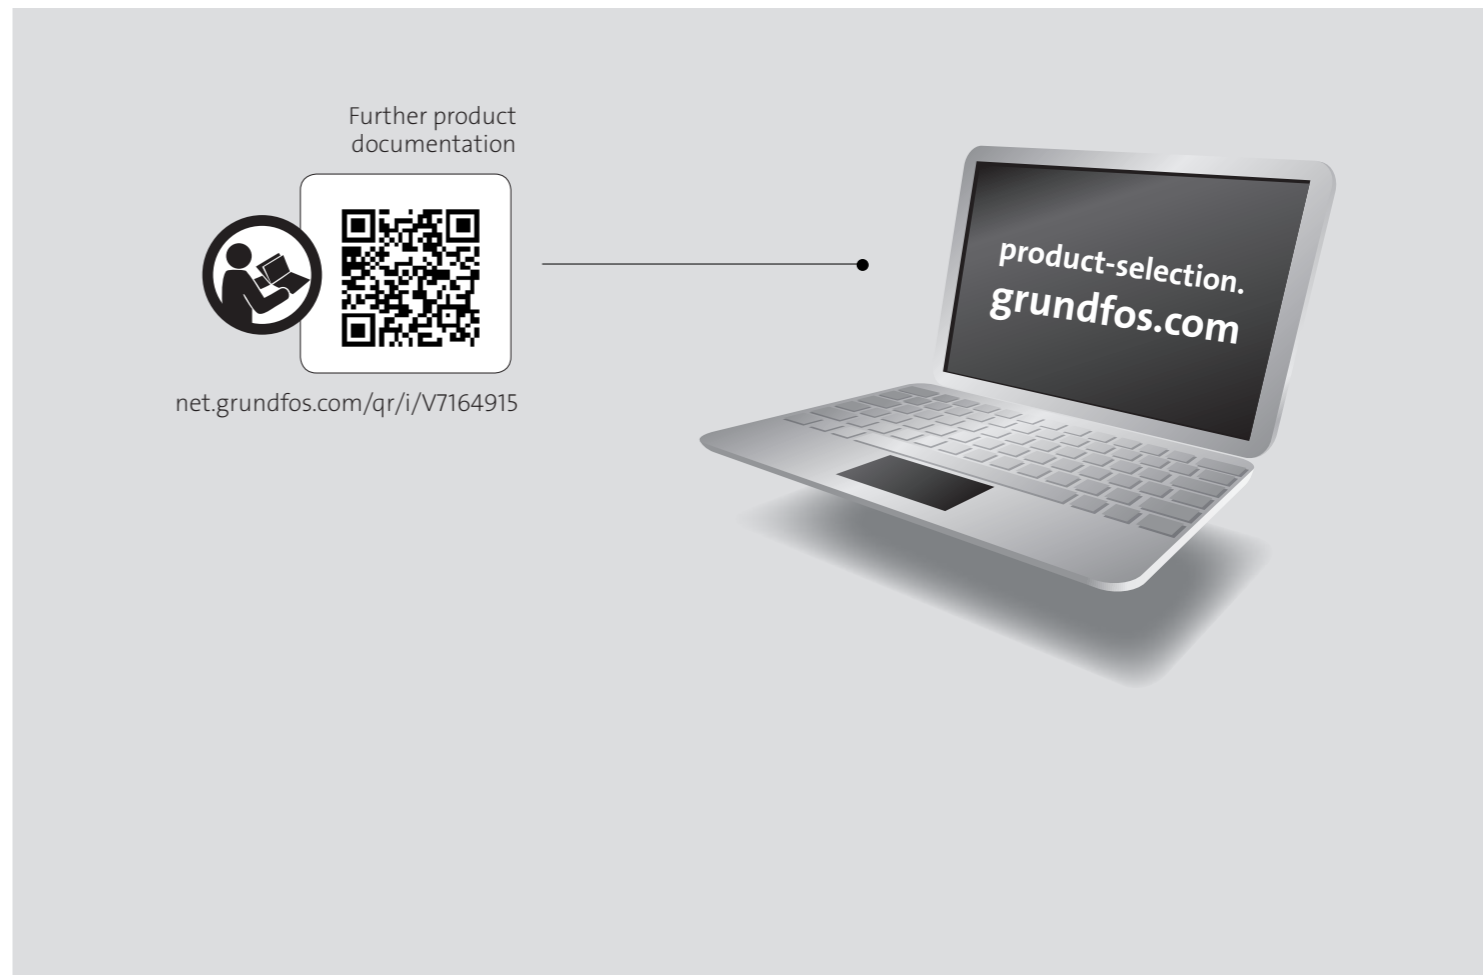 Further product
documentation
net.grundfos.com/qr/i/V7164915
product-selection.
grundfos.com